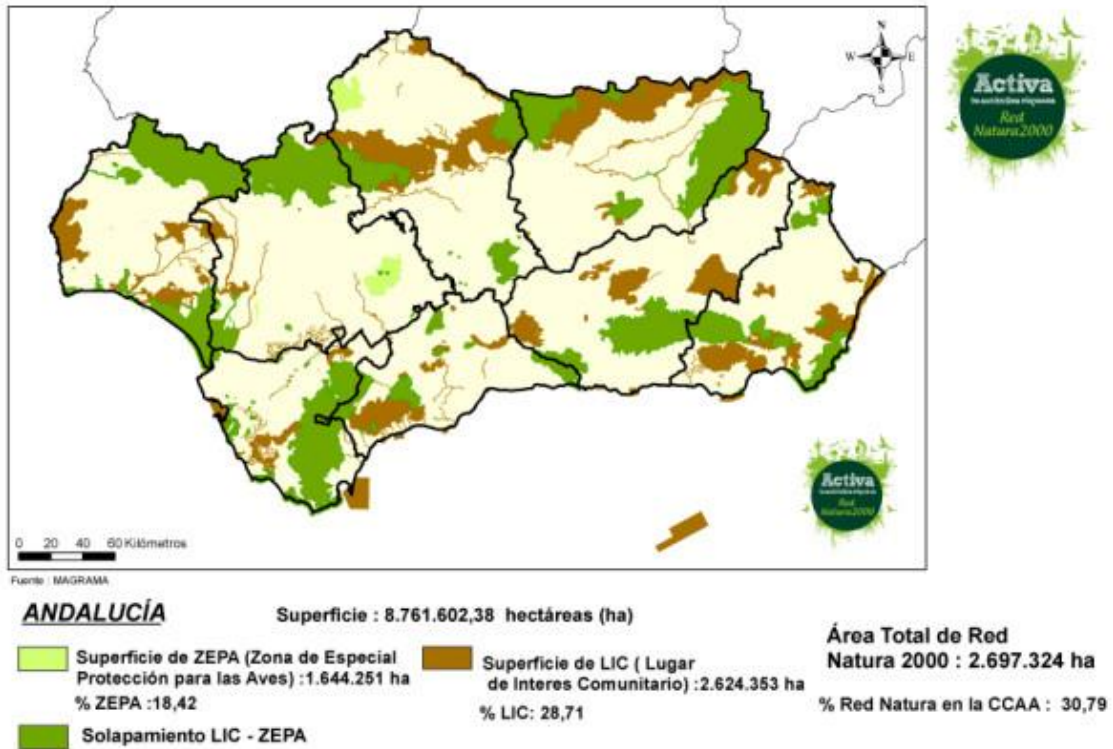 N
W
E
S
Activa
Red
Natura2000
Activa
Red
Natura2000
0 20 40 60 Kilómetros
Fuente : MAGRAMA
ANDALUCÍA
Superficie : 8.761.602,38 hectáreas (ha)
Superficie de ZEPA (Zona de Especial
Protección para las Aves) :1.644.251 ha
% ZEPA :18,42
Solapamiento LIC - ZEPA
Superficie de LIC ( Lugar
de Interes Comunitario) :2.624.353 ha
% LIC: 28,71
Área Total de Red
Natura 2000 : 2.697.324 ha
% Red Natura en la CCAA : 30,79